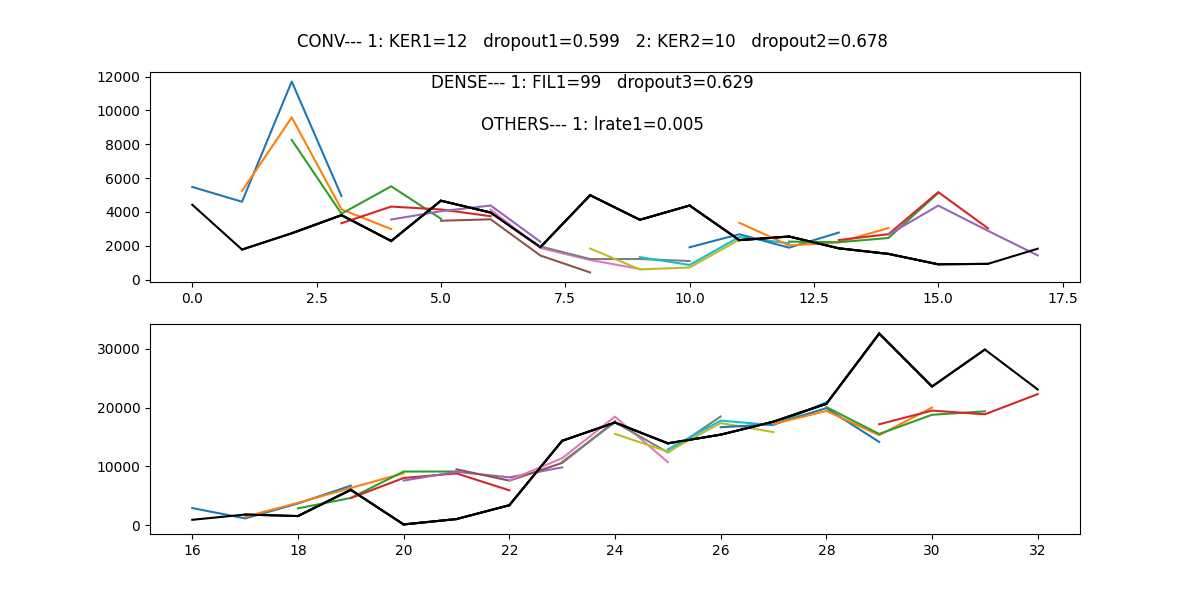 CONV--- 1: KER1=12   dropout1=0.599   2: KER2=10   dropout2=0.678
DENSE--- 1: FIL1=99   dropout3=0.629
OTHERS--- 1: lrate1=0.005
12000
10000
8000
6000
4000
2000
0
0.0 2.5 5.0 7.5 10.0 12.5 15.0 17.5
30000
20000
10000
0
16 18 20 22 24 26 28 30 32